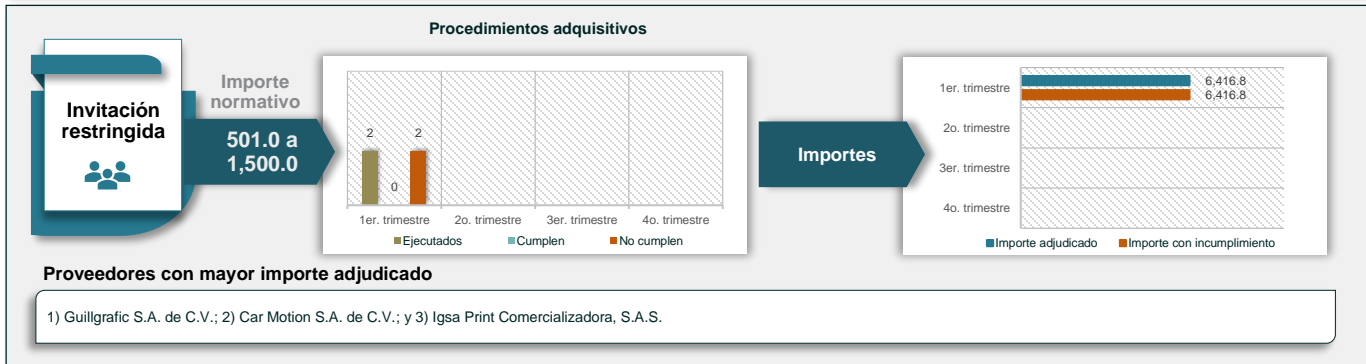 Procedimientos adquisitivos
Invitación
restringida
Importe
normativo
501.0 a
1,500.0
2
0
2
1er. trimestre
2o. trimestre
3er. trimestre
4o. trimestre
Ejecutados
Cumplen
No cumplen
Importes
1er. trimestre
6,416.8
6,416.8
2o. trimestre
3er. trimestre
4o. trimestre
Importe adjudicado
Importe con incumplimiento
Proveedores con mayor importe adjudicado
1) Guillgrafic S.A. de C.V.; 2) Car Motion S.A. de C.V.; y 3) Igsa Print Comercializadora, S.A.S.